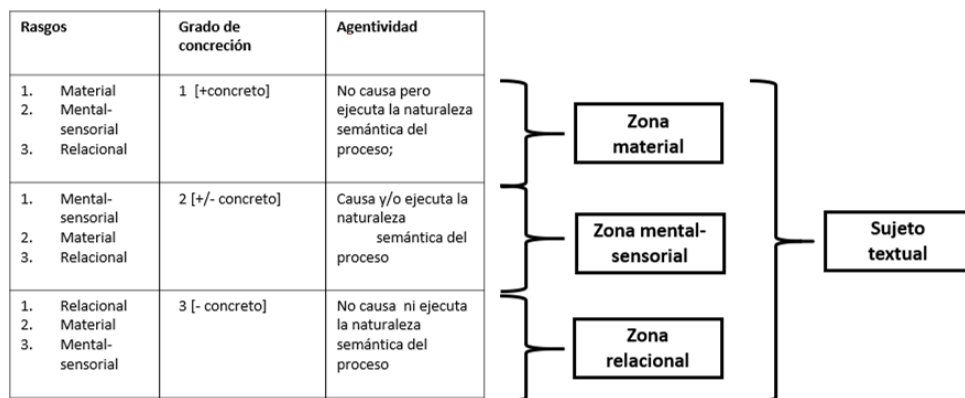 Rasgos
Grado de
concreción
Agentividad
1. Material
2. Mental-
sensorial
3. Relacional
1 [+concreto]
No causa pero
ejecuta la naturaleza
semántica del
proceso;
1. Mental-
sensorial
2. Material
3. Relacional
2 [+/- concreto]
Causa y/o ejecuta la
naturaleza
semántica del
proceso
1. Relacional
2. Material
3. Mental-
sensorial
3 [- concreto]
No causa ni ejecuta
la naturaleza
semántica del
proceso
Zona
material
Zona mental-
sensorial
Zona
relacional
Sujeto
textual